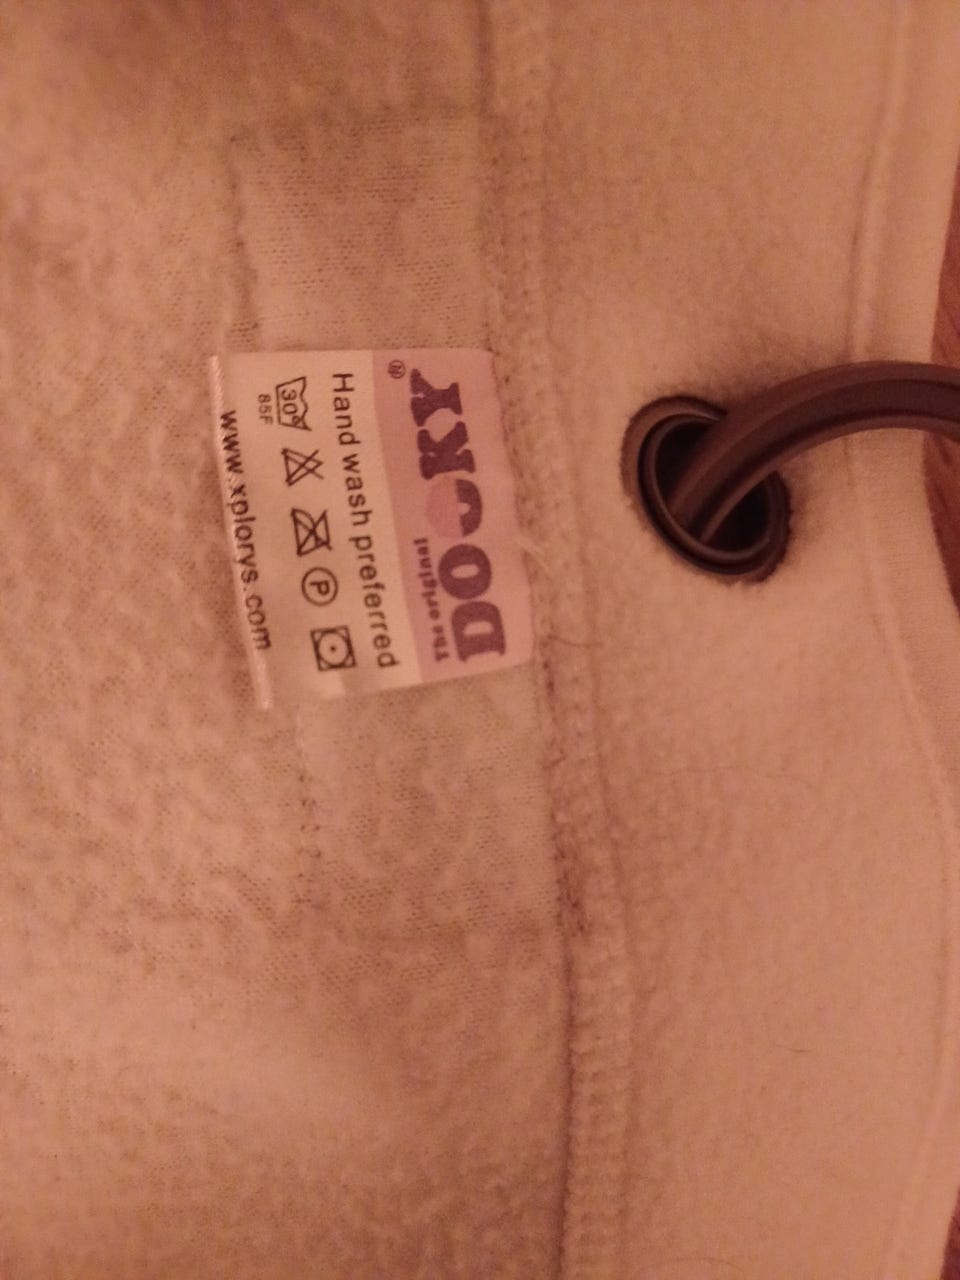 DOOKY®
The original
Hand wash preferred
30°
85F
P
www.xplorys.com